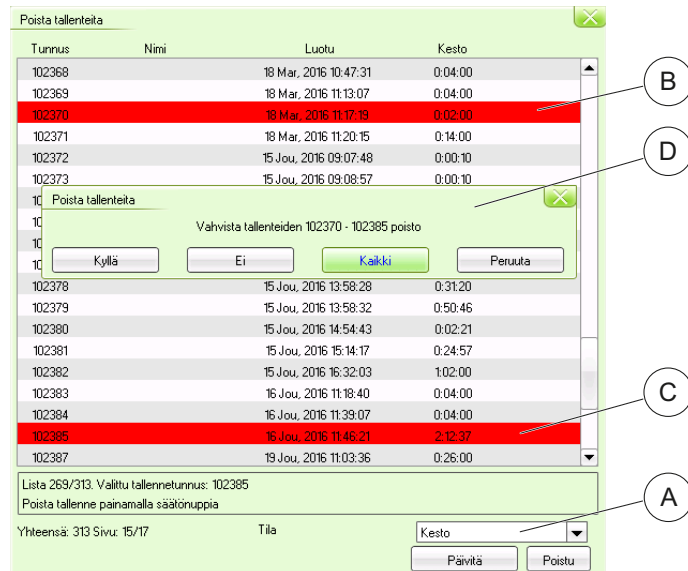 Poista tallenteita
Tunnus Nimi Luotu Kesto
102368 18 Mar, 2016 10:47:31 0:04:00
102369 18 Mar, 2016 11:13:07 0:04:00
102370 18 Mar, 2016 11:17:19 0:02:00
102371 18 Mar, 2016 11:20:15 0:14:00
102372 15 Jou, 2016 09:07:48 0:00:10
102373 15 Jou, 2016 09:08:57 0:00:10
Poista tallenteita
Vahvista tallenteiden 102370 - 102385 poisto
Kyllä Ei Kaikki Peruuta
102378 15 Jou, 2016 13:58:28 0:31:20
102379 15 Jou, 2016 13:58:32 0:50:46
102380 15 Jou, 2016 14:54:43 0:02:21
102381 15 Jou, 2016 15:14:17 0:24:57
102382 15 Jou, 2016 16:32:03 1:02:00
102383 16 Jou, 2016 11:18:40 0:04:00
102384 16 Jou, 2016 11:39:07 0:04:00
102385 16 Jou, 2016 11:46:21 2:12:37
102387 19 Jou, 2016 11:03:36 0:26:00
Lista 269/313. Valittu tallennetunnus: 102385
Poista tallenne painamalla säätönuppia
Yhteensä: 313 Sivu: 15/17 Tila Kesto
Päivitä Poistu
B
D
C
A